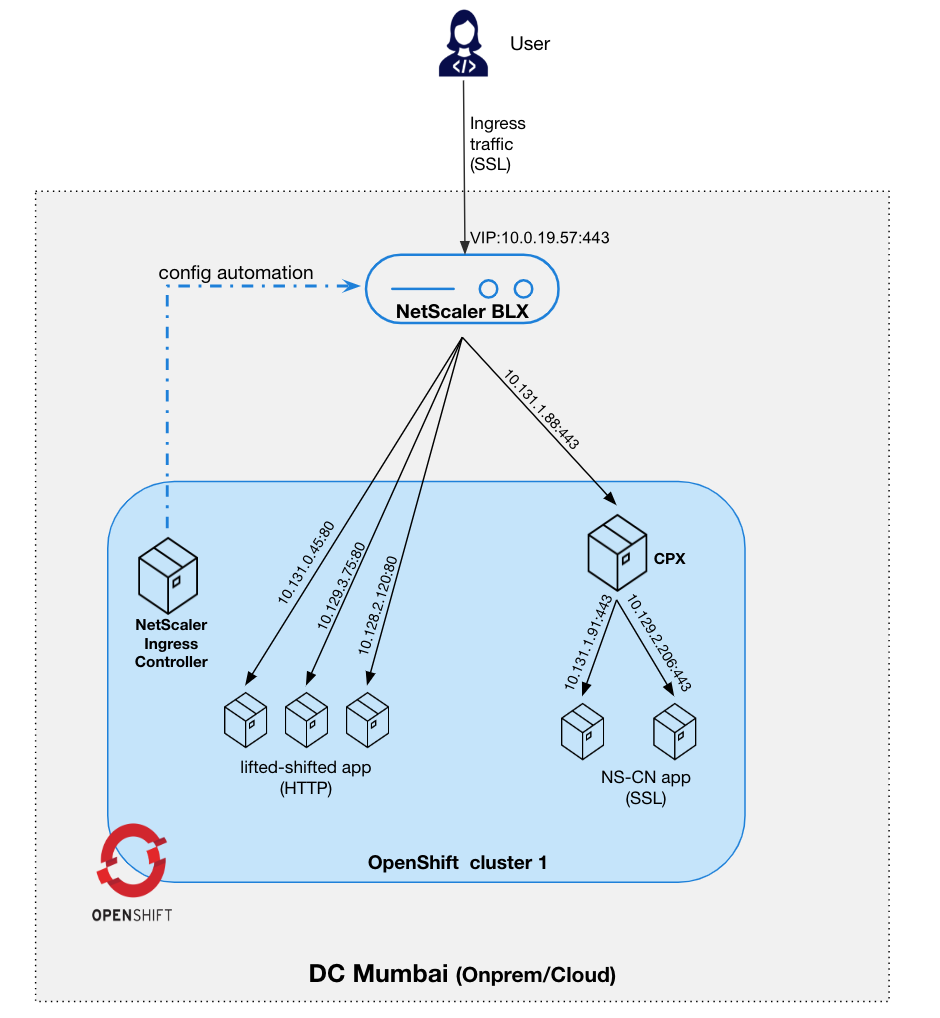 User
Ingress
traffic
(SSL)
VIP:10.0.19.57:443
config automation
NetScaler BLX
10.131.1.88:443
10.131.0.45:80
10.129.3.75:80
10.128.2.120:80
CPX
10.131.1.91:443
10.129.2.206:443
NetScaler
Ingress
Controller
lifted-shifted app
(HTTP)
NS-CN app
(SSL)
OpenShift cluster 1
OPENSHIFT
DC Mumbai (Onprem/Cloud)